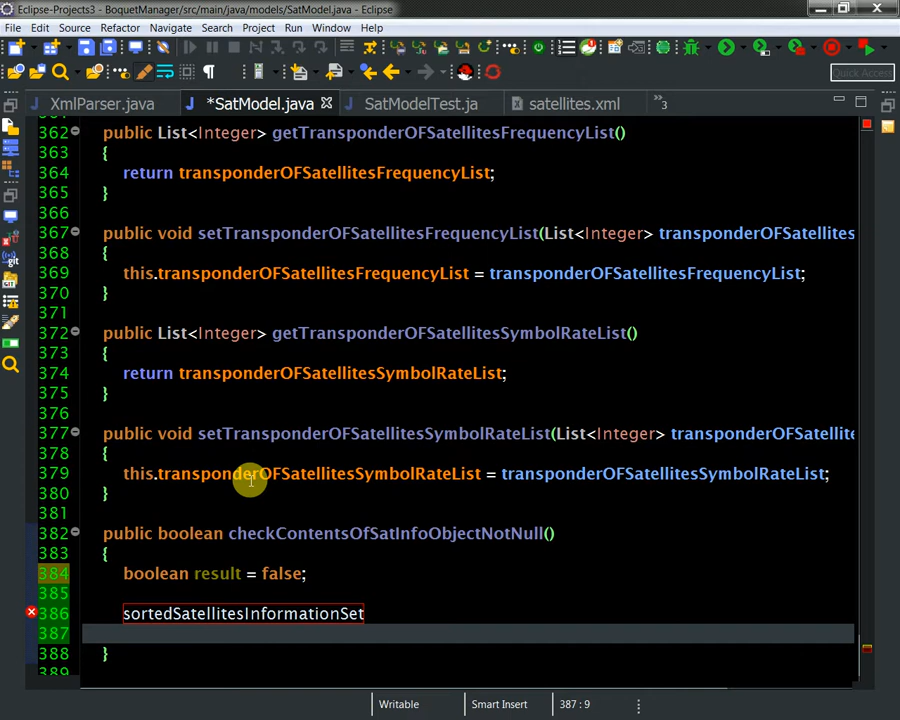 Eclipse-Projects3 - BoquetManager/src/main/java/models/SatModel.java - Eclipse
File Edit Source Refactor Navigate Search Project Run Window Help
Quick Access
XmlParser.java *SatModel.java SatModelTest.ja satellites.xml »3
362 public List<Integer> getTransponderOFSatellitesFrequencyList()
363 {
364 return transponderOFSatellitesFrequencyList;
365 }
366
367 public void setTransponderOFSatellitesFrequencyList(List<Integer> transponderOFSatellites
368 {
369 this.transponderOFSatellitesFrequencyList = transponderOFSatellitesFrequencyList;
370 }
371
372 public List<Integer> getTransponderOFSatellitesSymbolRateList()
373 {
374 return transponderOFSatellitesSymbolRateList;
375 }
376
377 public void setTransponderOFSatellitesSymbolRateList(List<Integer> transponderOFSatellite
378 {
379 this.transponderOFSatellitesSymbolRateList = transponderOFSatellitesSymbolRateList;
380 }
381
382 public boolean checkContentsOfSatInfoObjectNotNull()
383 {
384 boolean result = false;
385
386 sortedSatellitesInformationSet
387
388 }
389
Writable Smart Insert 387 : 9